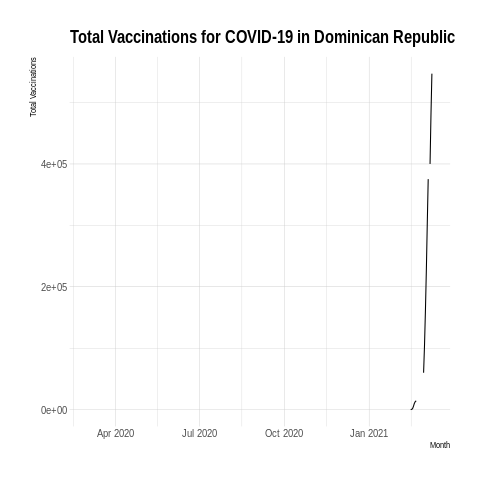 Total Vaccinations for COVID-19 in Dominican Republic
Total Vaccinations
4e+05
2e+05
0e+00
Apr 2020 Jul 2020 Oct 2020 Jan 2021
Month